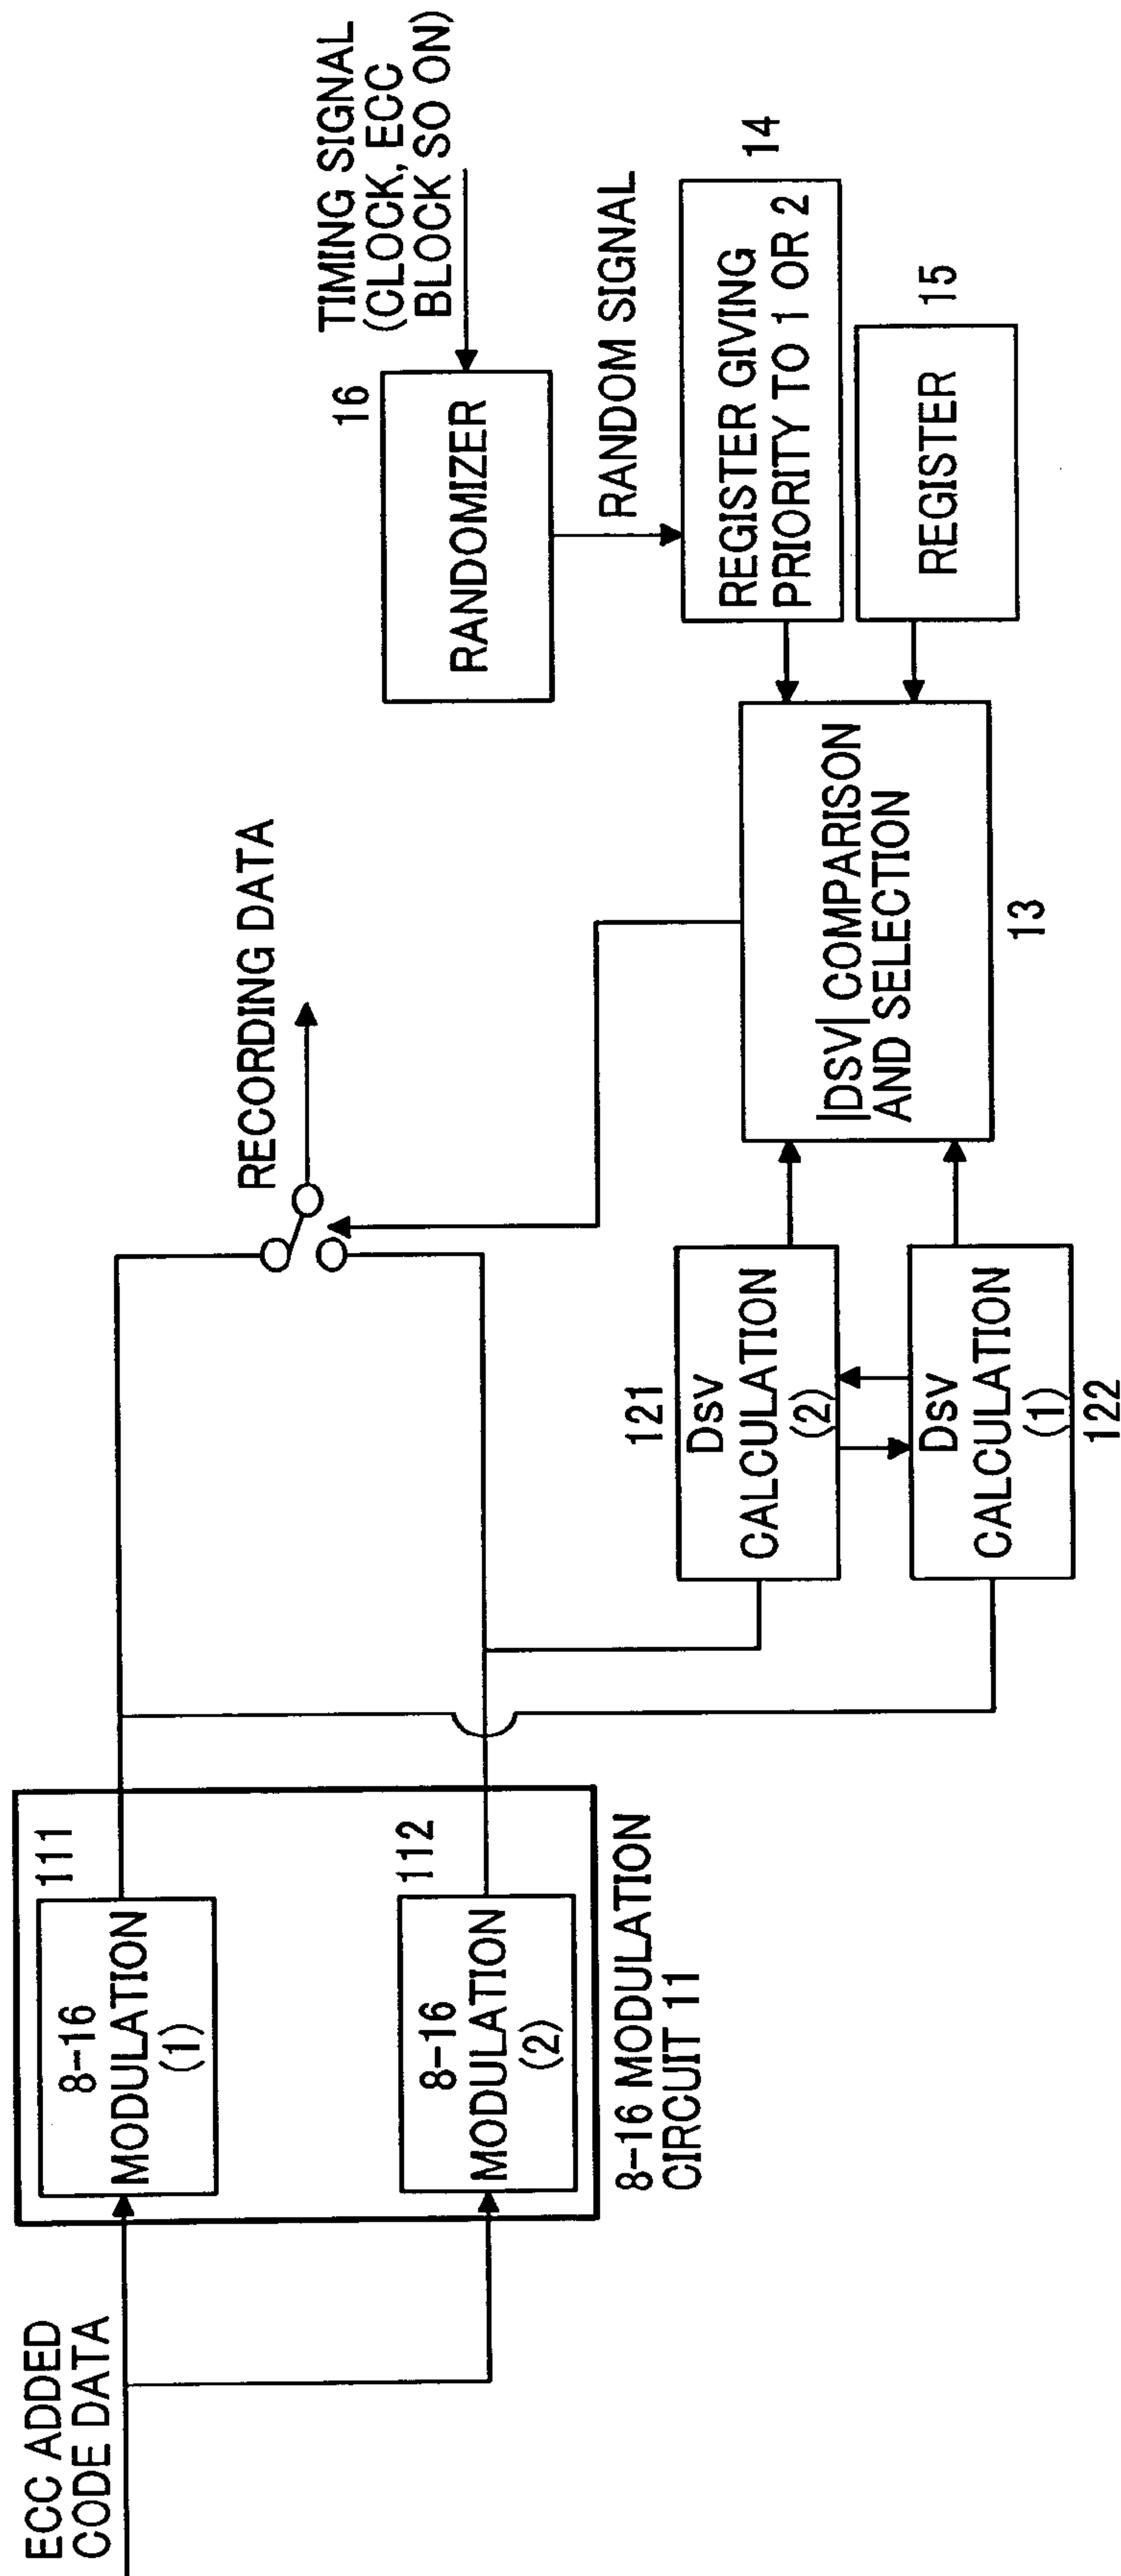 ECC ADDED
CODE DATA
111
8-16
MODULATION
(1)
112
8-16
MODULATION
(2)
8-16 MODULATION
CIRCUIT 11
RECORDING DATA
121
Dsv
CALCULATION
(2)
Dsv
CALCULATION
(1)
122
|DSV| COMPARISON
AND SELECTION
13
16
RANDOMIZER
TIMING SIGNAL
(CLOCK, ECC
BLOCK SO ON)
RANDOM SIGNAL
REGISTER GIVING
PRIORITY TO 1 OR 2
14
REGISTER
15